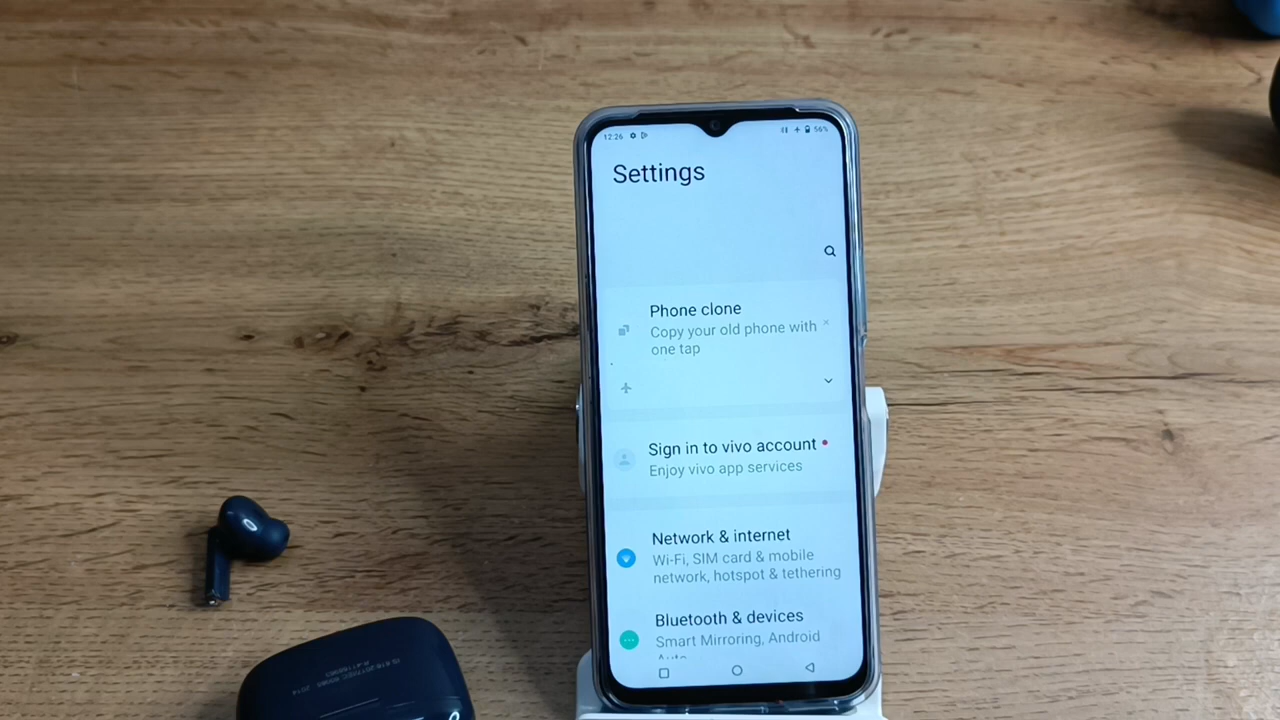 12:26
56%
Settings
Phone clone
Copy your old phone with
one tap
Sign in to vivo account
Enjoy vivo app services
Network & internet
Wi-Fi, SIM card & mobile
network, hotspot & tethering
Bluetooth & devices
Smart Mirroring, Android
Auto